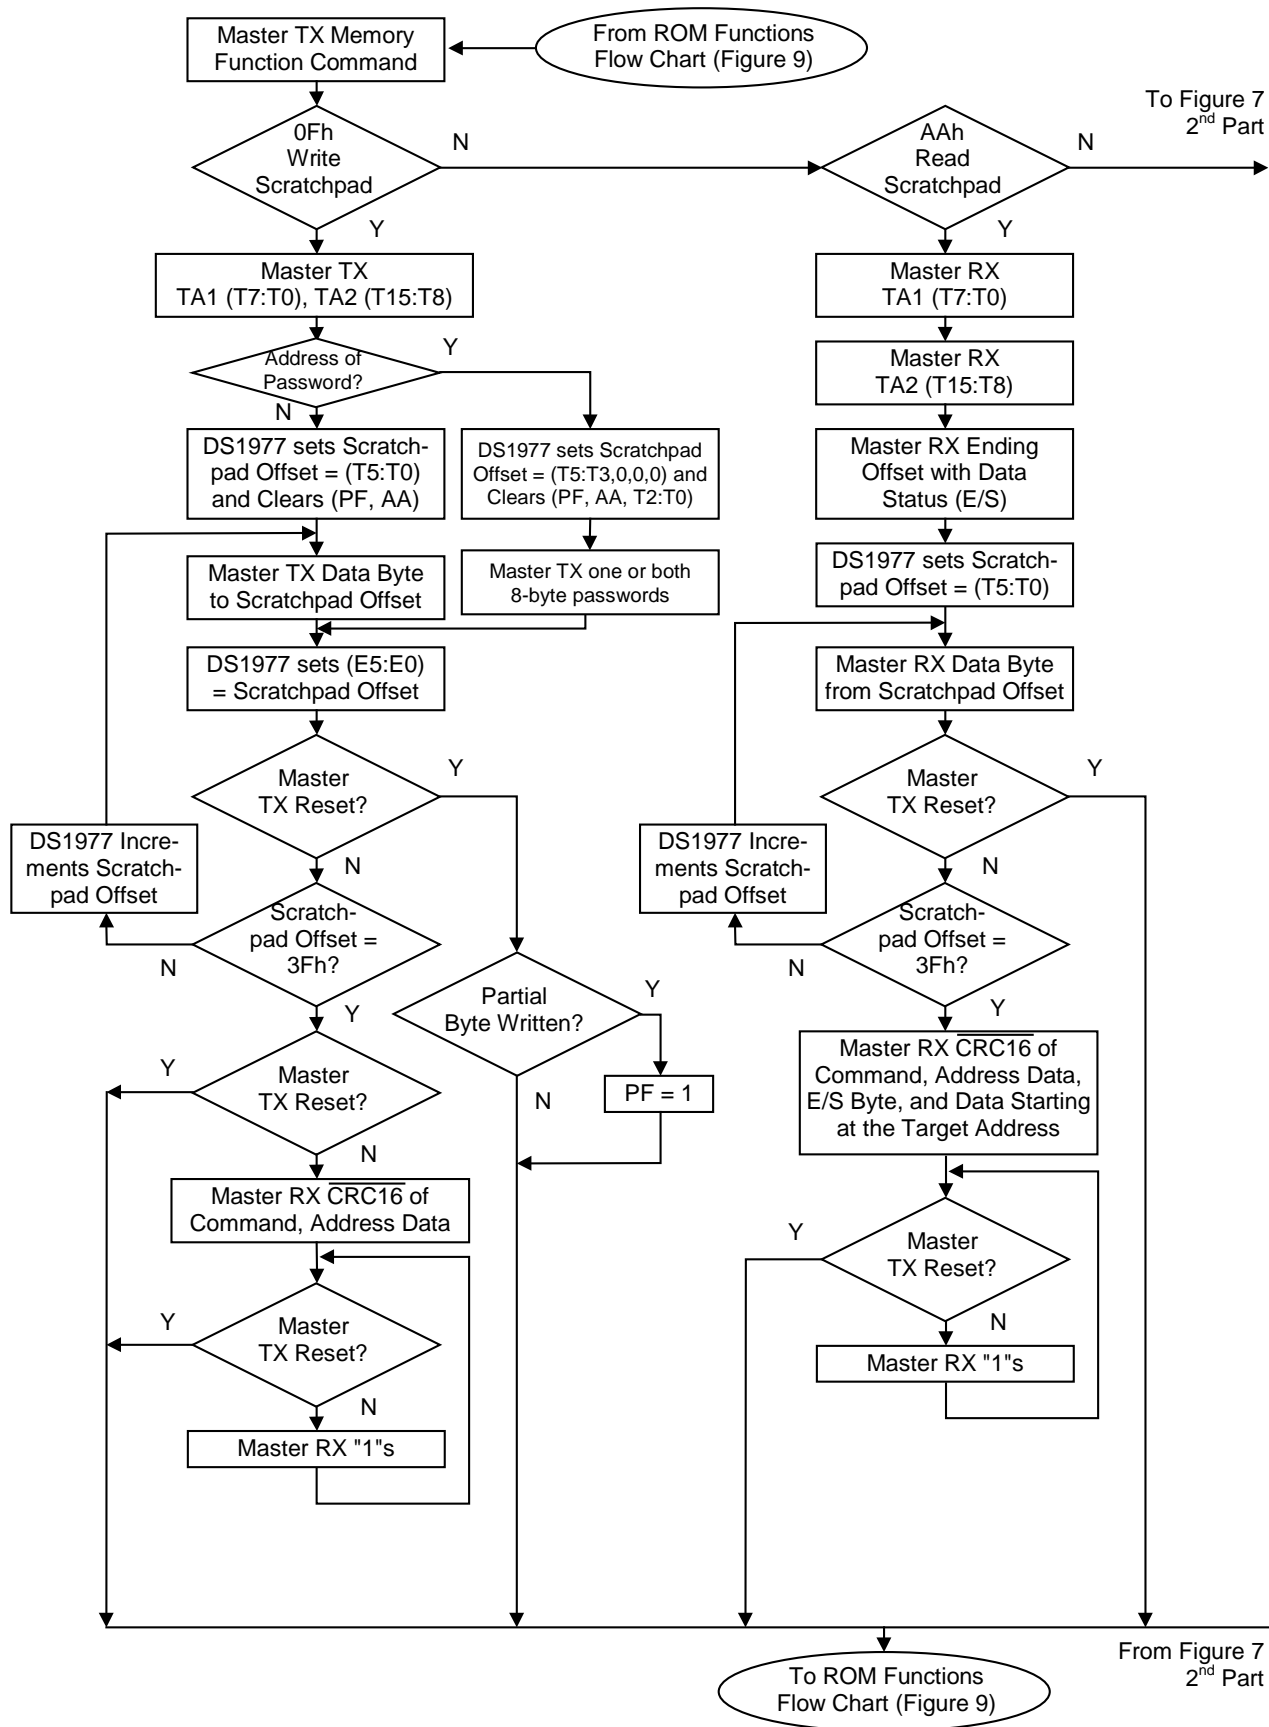 Master TX Memory
Function Command
From ROM Functions
Flow Chart (Figure 9)
To Figure 7
2nd Part
0Fh
Write
Scratchpad
N
Y
AAh
Read
Scratchpad
N
Y
Master TX
TA1 (T7:T0), TA2 (T15:T8)
Address of
Password?
Y
N
DS1977 sets Scratch-
pad Offset = (T5:T0)
and Clears (PF, AA)
DS1977 sets Scratchpad
Offset = (T5:T3,0,0,0) and
Clears (PF, AA, T2:T0)
Master TX Data Byte
to Scratchpad Offset
Master TX one or both
8-byte passwords
DS1977 sets (E5:E0)
= Scratchpad Offset
Master
TX Reset?
Y
N
DS1977 Incre-
ments Scratch-
pad Offset
Scratch-
pad Offset =
3Fh?
N
Y
Partial
Byte Written?
Y
N
PF = 1
Master
TX Reset?
Y
N
Master RX CRC16 of
Command, Address Data
Master
TX Reset?
Y
N
Master RX "1"s
Master RX
TA1 (T7:T0)
Master RX
TA2 (T15:T8)
Master RX Ending
Offset with Data
Status (E/S)
DS1977 sets Scratch-
pad Offset = (T5:T0)
Master RX Data Byte
from Scratchpad Offset
Master
TX Reset?
Y
N
DS1977 Incre-
ments Scratch-
pad Offset
Scratch-
pad Offset =
3Fh?
N
Y
Master RX CRC16 of
Command, Address Data,
E/S Byte, and Data Starting
at the Target Address
Master
TX Reset?
Y
N
Master RX "1"s
From Figure 7
2nd Part
To ROM Functions
Flow Chart (Figure 9)